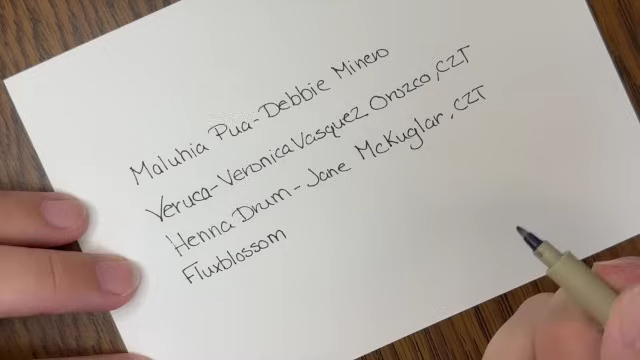 Maluhia Pua-Debbie Minero
Veruca-Veronica Vasquez Orozco, CZT
Henna Drum-Jane McKuglar, CZT
Fluxblossom